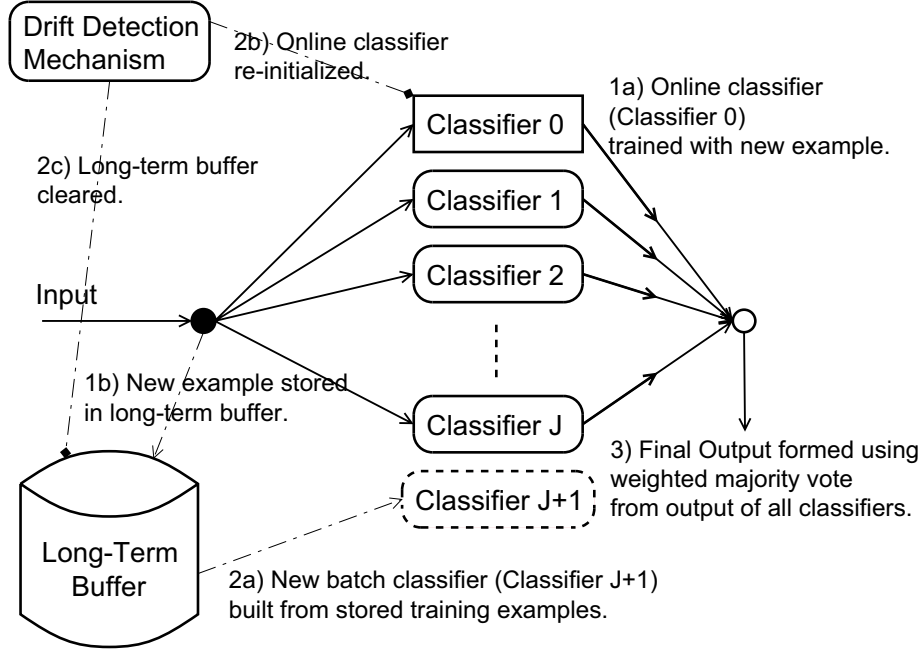 Drift Detection
Mechanism
2b) Online classifier
re-initialized.
1a) Online classifier
(Classifier 0)
trained with new example.
Classifier 0
2c) Long-term buffer
cleared.
Classifier 1
Classifier 2
Input
1b) New example stored
in long-term buffer.
Classifier J
3) Final Output formed using
weighted majority vote
from output of all classifiers.
Classifier J+1
Long-Term
Buffer
2a) New batch classifier (Classifier J+1)
built from stored training examples.